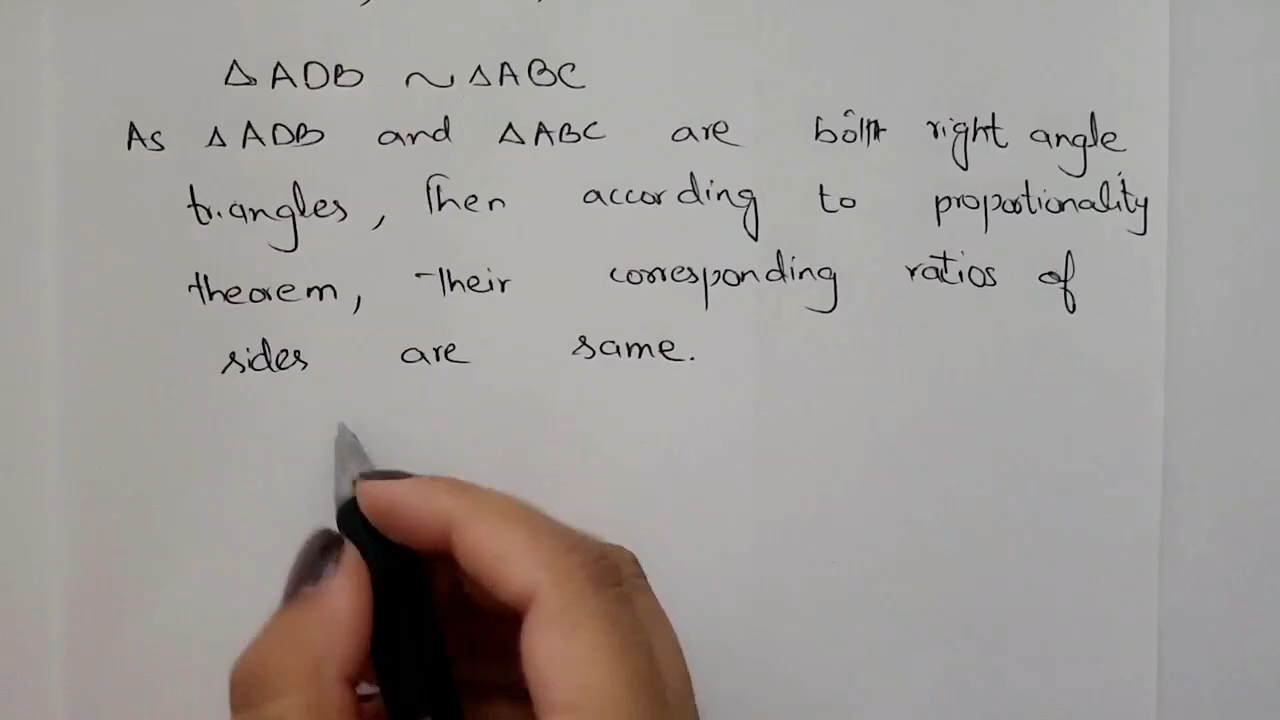 △ADB ~ △ABC
As △ADB and △ABC are both right angle
triangles, Then according to proportionality
theorem, Their corresponding ratios of
sides are same.